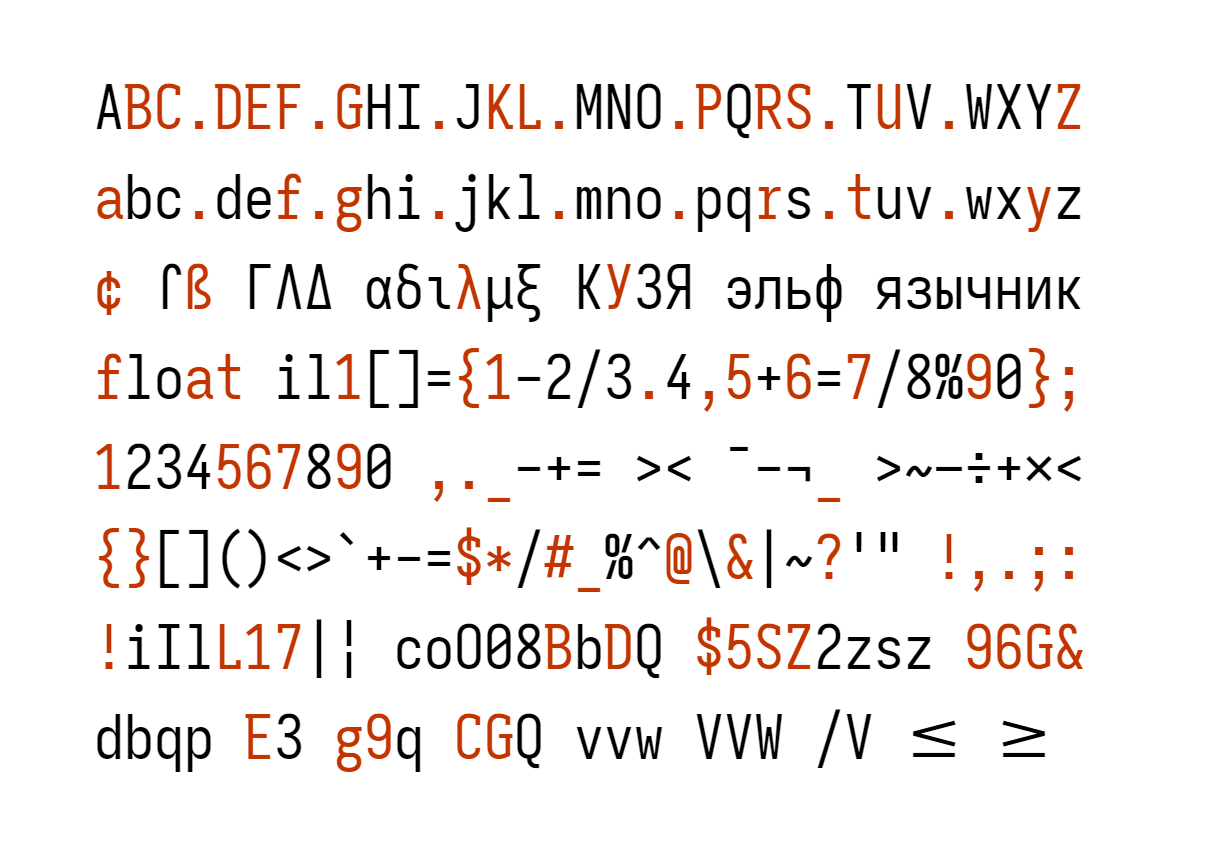 ABC.DEF.GHI.JKL.MNO.PQRS.TUV.WXYZ
abc.def.ghi.jkl.mno.pqrs.tuv.wxyz
¢ ſß ΓΛΔ αδιλμξ КУЗЯ эльф язычник
float il1[]={1-2/3.4,5+6=7/8%90};
1234567890 ,._-+= >< ¯-¬_ >~–÷+×<
{}[]()<>`+-=$*/#_%^@\&|~?'" !,.;:
!iIlL17|¦ coO08BbDQ $5SZ2zsz 96G&
dbqp E3 g9q CGQ vvw VVW /V ≤ ≥